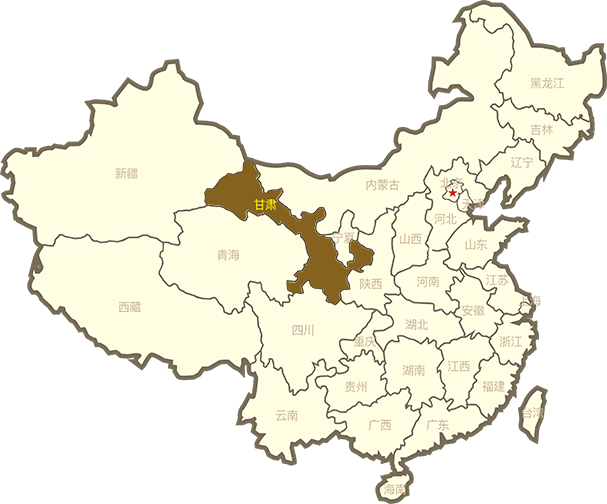 黑龙江
吉林
辽宁
新疆
内蒙古
北京
天津
甘肃
河北
宁夏
山西
山东
青海
陕西
河南
江苏
西藏
上海
安徽
四川
湖北
重庆
浙江
湖南
江西
贵州
福建
云南
台湾
广西
广东
海南